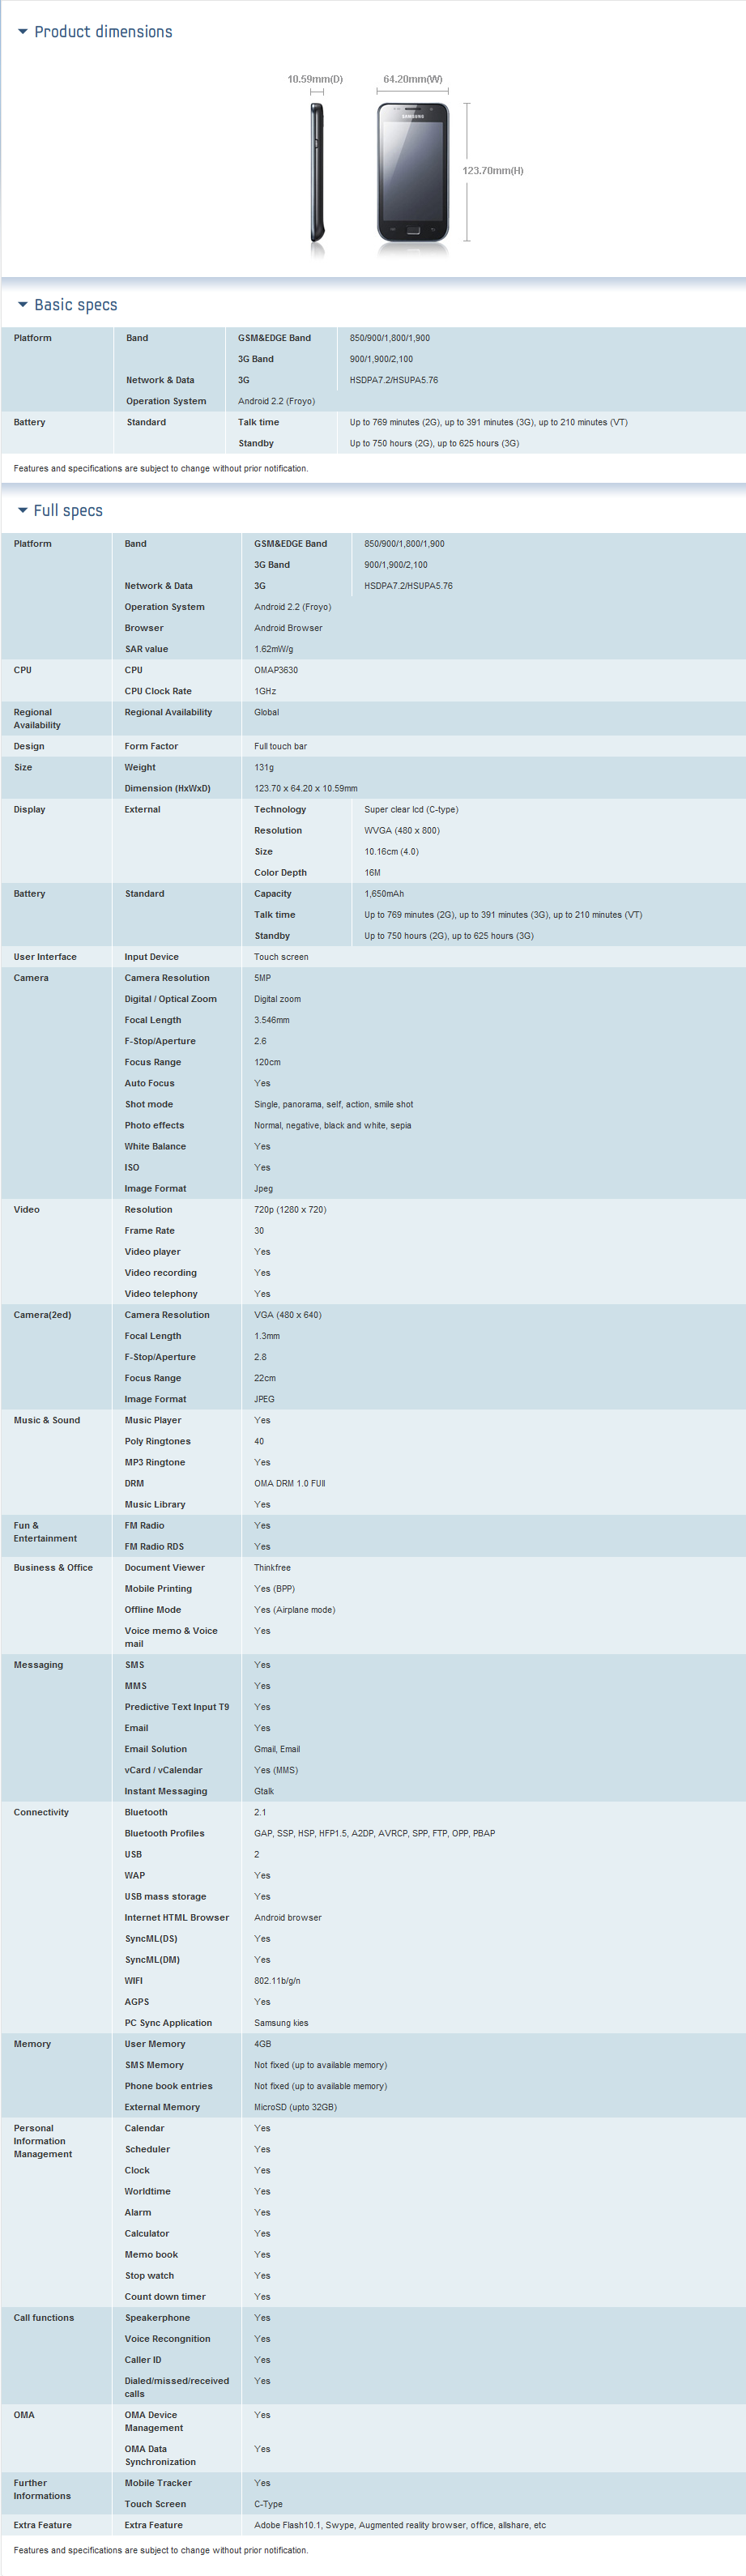 Product dimensions
10.59mm(D) 64.20mm(W)
SAMSUNG
123.70mm(H)
Basic specs
Platform Band GSM&EDGE Band 850/900/1,800/1,900
3G Band 900/1,900/2,100
Network & Data 3G HSDPA7.2/HSUPA5.76
Operation System Android 2.2 (Froyo)
Battery Standard Talk time Up to 769 minutes (2G), up to 391 minutes (3G), up to 210 minutes (VT)
Standby Up to 750 hours (2G), up to 625 hours (3G)
Features and specifications are subject to change without prior notification.
Full specs
Platform Band GSM&EDGE Band 850/900/1,800/1,900
3G Band 900/1,900/2,100
Network & Data 3G HSDPA7.2/HSUPA5.76
Operation System Android 2.2 (Froyo)
Browser Android Browser
SAR value 1.62mW/g
CPU CPU OMAP3630
CPU Clock Rate 1GHz
Regional Regional Availability Global
Availability
Design Form Factor Full touch bar
Size Weight 131g
Dimension (HxWxD) 123.70 x 64.20 x 10.59mm
Display External Technology Super clear lcd (C-type)
Resolution WVGA (480 x 800)
Size 10.16cm (4.0)
Color Depth 16M
Battery Standard Capacity 1,650mAh
Talk time Up to 769 minutes (2G), up to 391 minutes (3G), up to 210 minutes (VT)
Standby Up to 750 hours (2G), up to 625 hours (3G)
User Interface Input Device Touch screen
Camera Camera Resolution 5MP
Digital / Optical Zoom Digital zoom
Focal Length 3.546mm
F-Stop/Aperture 2.6
Focus Range 120cm
Auto Focus Yes
Shot mode Single, panorama, self, action, smile shot
Photo effects Normal, negative, black and white, sepia
White Balance Yes
ISO Yes
Image Format Jpeg
Video Resolution 720p (1280 x 720)
Frame Rate 30
Video player Yes
Video recording Yes
Video telephony Yes
Camera(2ed) Camera Resolution VGA (480 x 640)
Focal Length 1.3mm
F-Stop/Aperture 2.8
Focus Range 22cm
Image Format JPEG
Music & Sound Music Player Yes
Poly Ringtones 40
MP3 Ringtone Yes
DRM OMA DRM 1.0 FUll
Music Library Yes
Fun & FM Radio Yes
Entertainment
FM Radio RDS Yes
Business & Office Document Viewer Thinkfree
Mobile Printing Yes (BPP)
Offline Mode Yes (Airplane mode)
Voice memo & Voice Yes
mail
Messaging SMS Yes
MMS Yes
Predictive Text Input T9 Yes
Email Yes
Email Solution Gmail, Email
vCard / vCalendar Yes (MMS)
Instant Messaging Gtalk
Connectivity Bluetooth 2.1
Bluetooth Profiles GAP, SSP, HSP, HFP1.5, A2DP, AVRCP, SPP, FTP, OPP, PBAP
USB 2
WAP Yes
USB mass storage Yes
Internet HTML Browser Android browser
SyncML(DS) Yes
SyncML(DM) Yes
WIFI 802.11b/g/n
AGPS Yes
PC Sync Application Samsung kies
Memory User Memory 4GB
SMS Memory Not fixed (up to available memory)
Phone book entries Not fixed (up to available memory)
External Memory MicroSD (upto 32GB)
Personal Calendar Yes
Information
Scheduler Yes
Management
Clock Yes
Worldtime Yes
Alarm Yes
Calculator Yes
Memo book Yes
Stop watch Yes
Count down timer Yes
Call functions Speakerphone Yes
Voice Recongnition Yes
Caller ID Yes
Dialed/missed/received Yes
calls
OMA OMA Device Yes
Management
OMA Data Yes
Synchronization
Further Mobile Tracker Yes
Informations
Touch Screen C-Type
Extra Feature Extra Feature Adobe Flash10.1, Swype, Augmented reality browser, office, allshare, etc
Features and specifications are subject to change without prior notification.